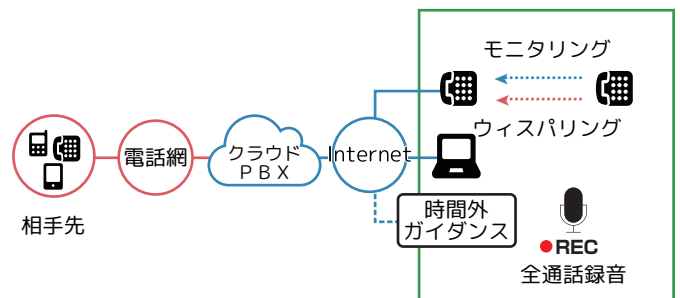 モニタリング
ウィスパリング
電話網
クラウド
ＰＢＸ
Internet
相手先
時間外
ガイダンス
REC
全通話録音